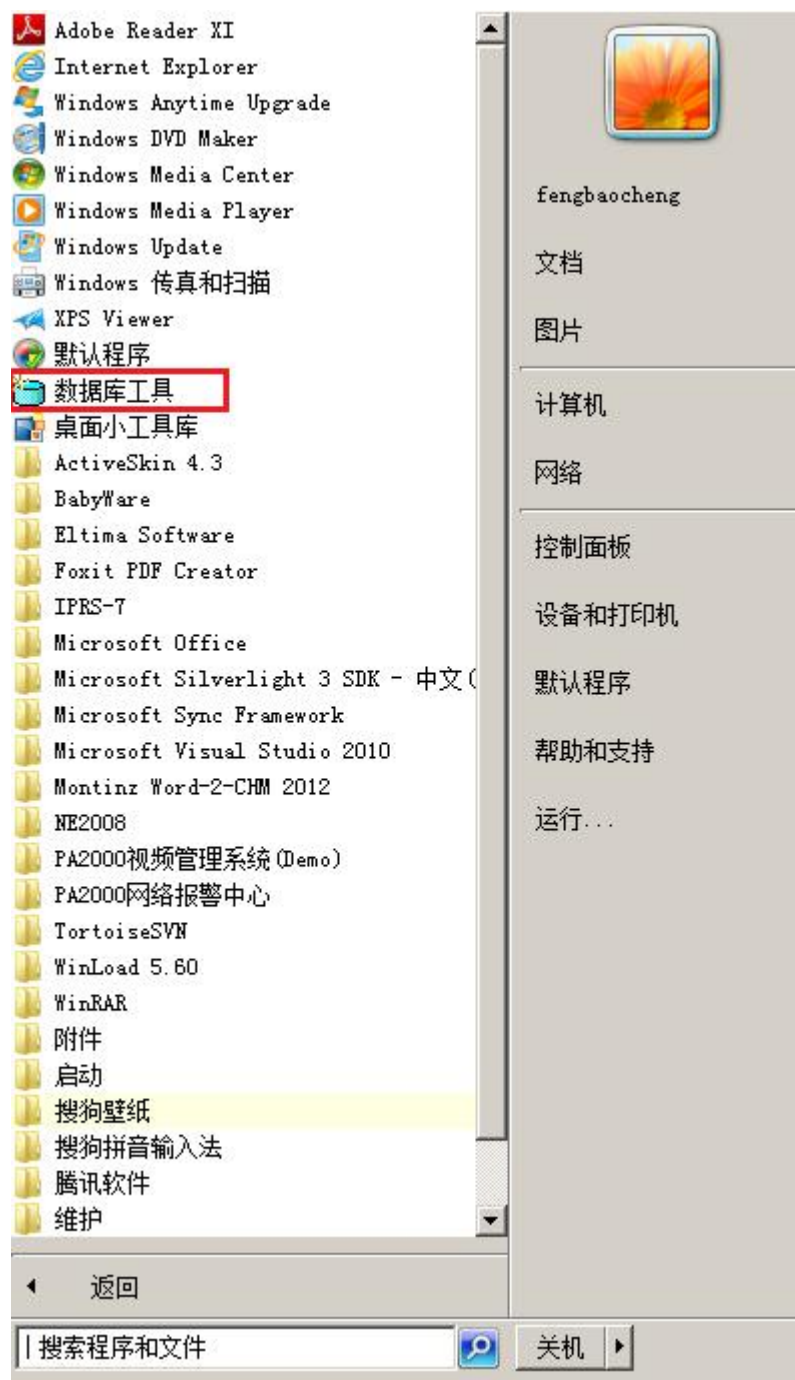 Adobe Reader XI
Internet Explorer
Windows Anytime Upgrade
Windows DVD Maker
Windows Media Center
Windows Media Player
Windows Update
Windows 传真和扫描
XPS Viewer
默认程序
数据库工具
桌面小工具库
ActiveSkin 4.3
BabyWare
Eltima Software
Foxit PDF Creator
IPRS-7
Microsoft Office
Microsoft Silverlight 3 SDK - 中文(
Microsoft Sync Framework
Microsoft Visual Studio 2010
Montinz Word-2-CHM 2012
NE2008
PA2000视频管理系统(Demo)
PA2000网络报警中心
TortoiseSVN
WinLoad 5.60
WinRAR
附件
启动
搜狗壁纸
搜狗拼音输入法
腾讯软件
维护
返回
搜索程序和文件
fengbaocheng
文档
图片
计算机
网络
控制面板
设备和打印机
默认程序
帮助和支持
运行...
关机